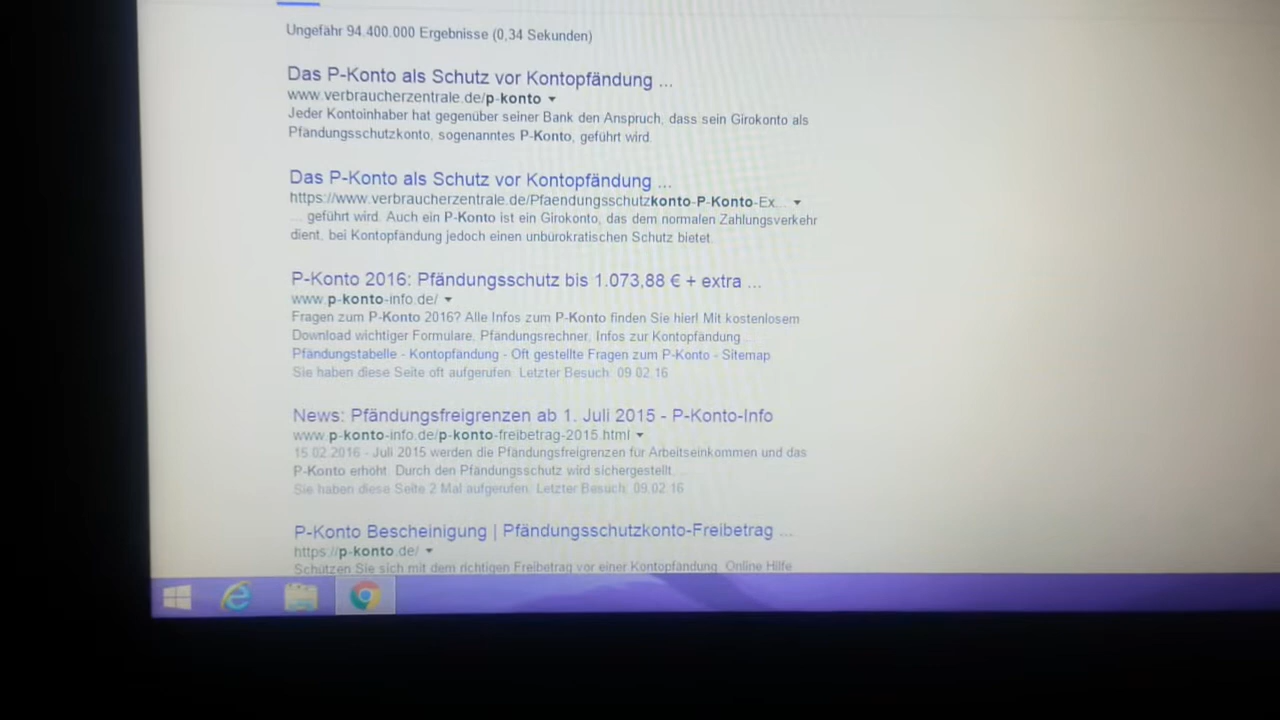 Ungefähr 94.400.000 Ergebnisse (0,34 Sekunden)
Das P-Konto als Schutz vor Kontopfändung ...
www.verbraucherzentrale.de/p-konto
Jeder Kontoinhaber hat gegenüber seiner Bank den Anspruch, dass sein Girokonto als
Pfändungsschutzkonto, sogenanntes P-Konto, geführt wird.
Das P-Konto als Schutz vor Kontopfändung ...
https://www.verbraucherzentrale.de/Pfaendungsschutzkonto-P-Konto-Ex...
... geführt wird. Auch ein P-Konto ist ein Girokonto, das dem normalen Zahlungsverkehr
dient, bei Kontopfändung jedoch einen unbürokratischen Schutz bietet.
P-Konto 2016: Pfändungsschutz bis 1.073,88 € + extra ...
www.p-konto-info.de/
Fragen zum P-Konto 2016? Alle Infos zum P-Konto finden Sie hier! Mit kostenlosem
Download wichtiger Formulare, Pfändungsrechner, Infos zur Kontopfändung ...
Pfändungstabelle - Kontopfändung - Oft gestellte Fragen zum P-Konto - Sitemap
Sie haben diese Seite oft aufgerufen. Letzter Besuch: 09.02.16
News: Pfändungsfreigrenzen ab 1. Juli 2015 - P-Konto-Info
www.p-konto-info.de/p-konto-freibetrag-2015.html
15.02.2016 - Juli 2015 werden die Pfändungsfreigrenzen für Arbeitseinkommen und das
P-Konto erhöht. Durch den Pfändungsschutz wird sichergestellt, ...
Sie haben diese Seite 2 Mal aufgerufen. Letzter Besuch: 09.02.16
P-Konto Bescheinigung | Pfändungsschutzkonto-Freibetrag ...
https://p-konto.de/
Schützen Sie sich mit dem richtigen Freibetrag vor einer Kontopfändung. Online Hilfe